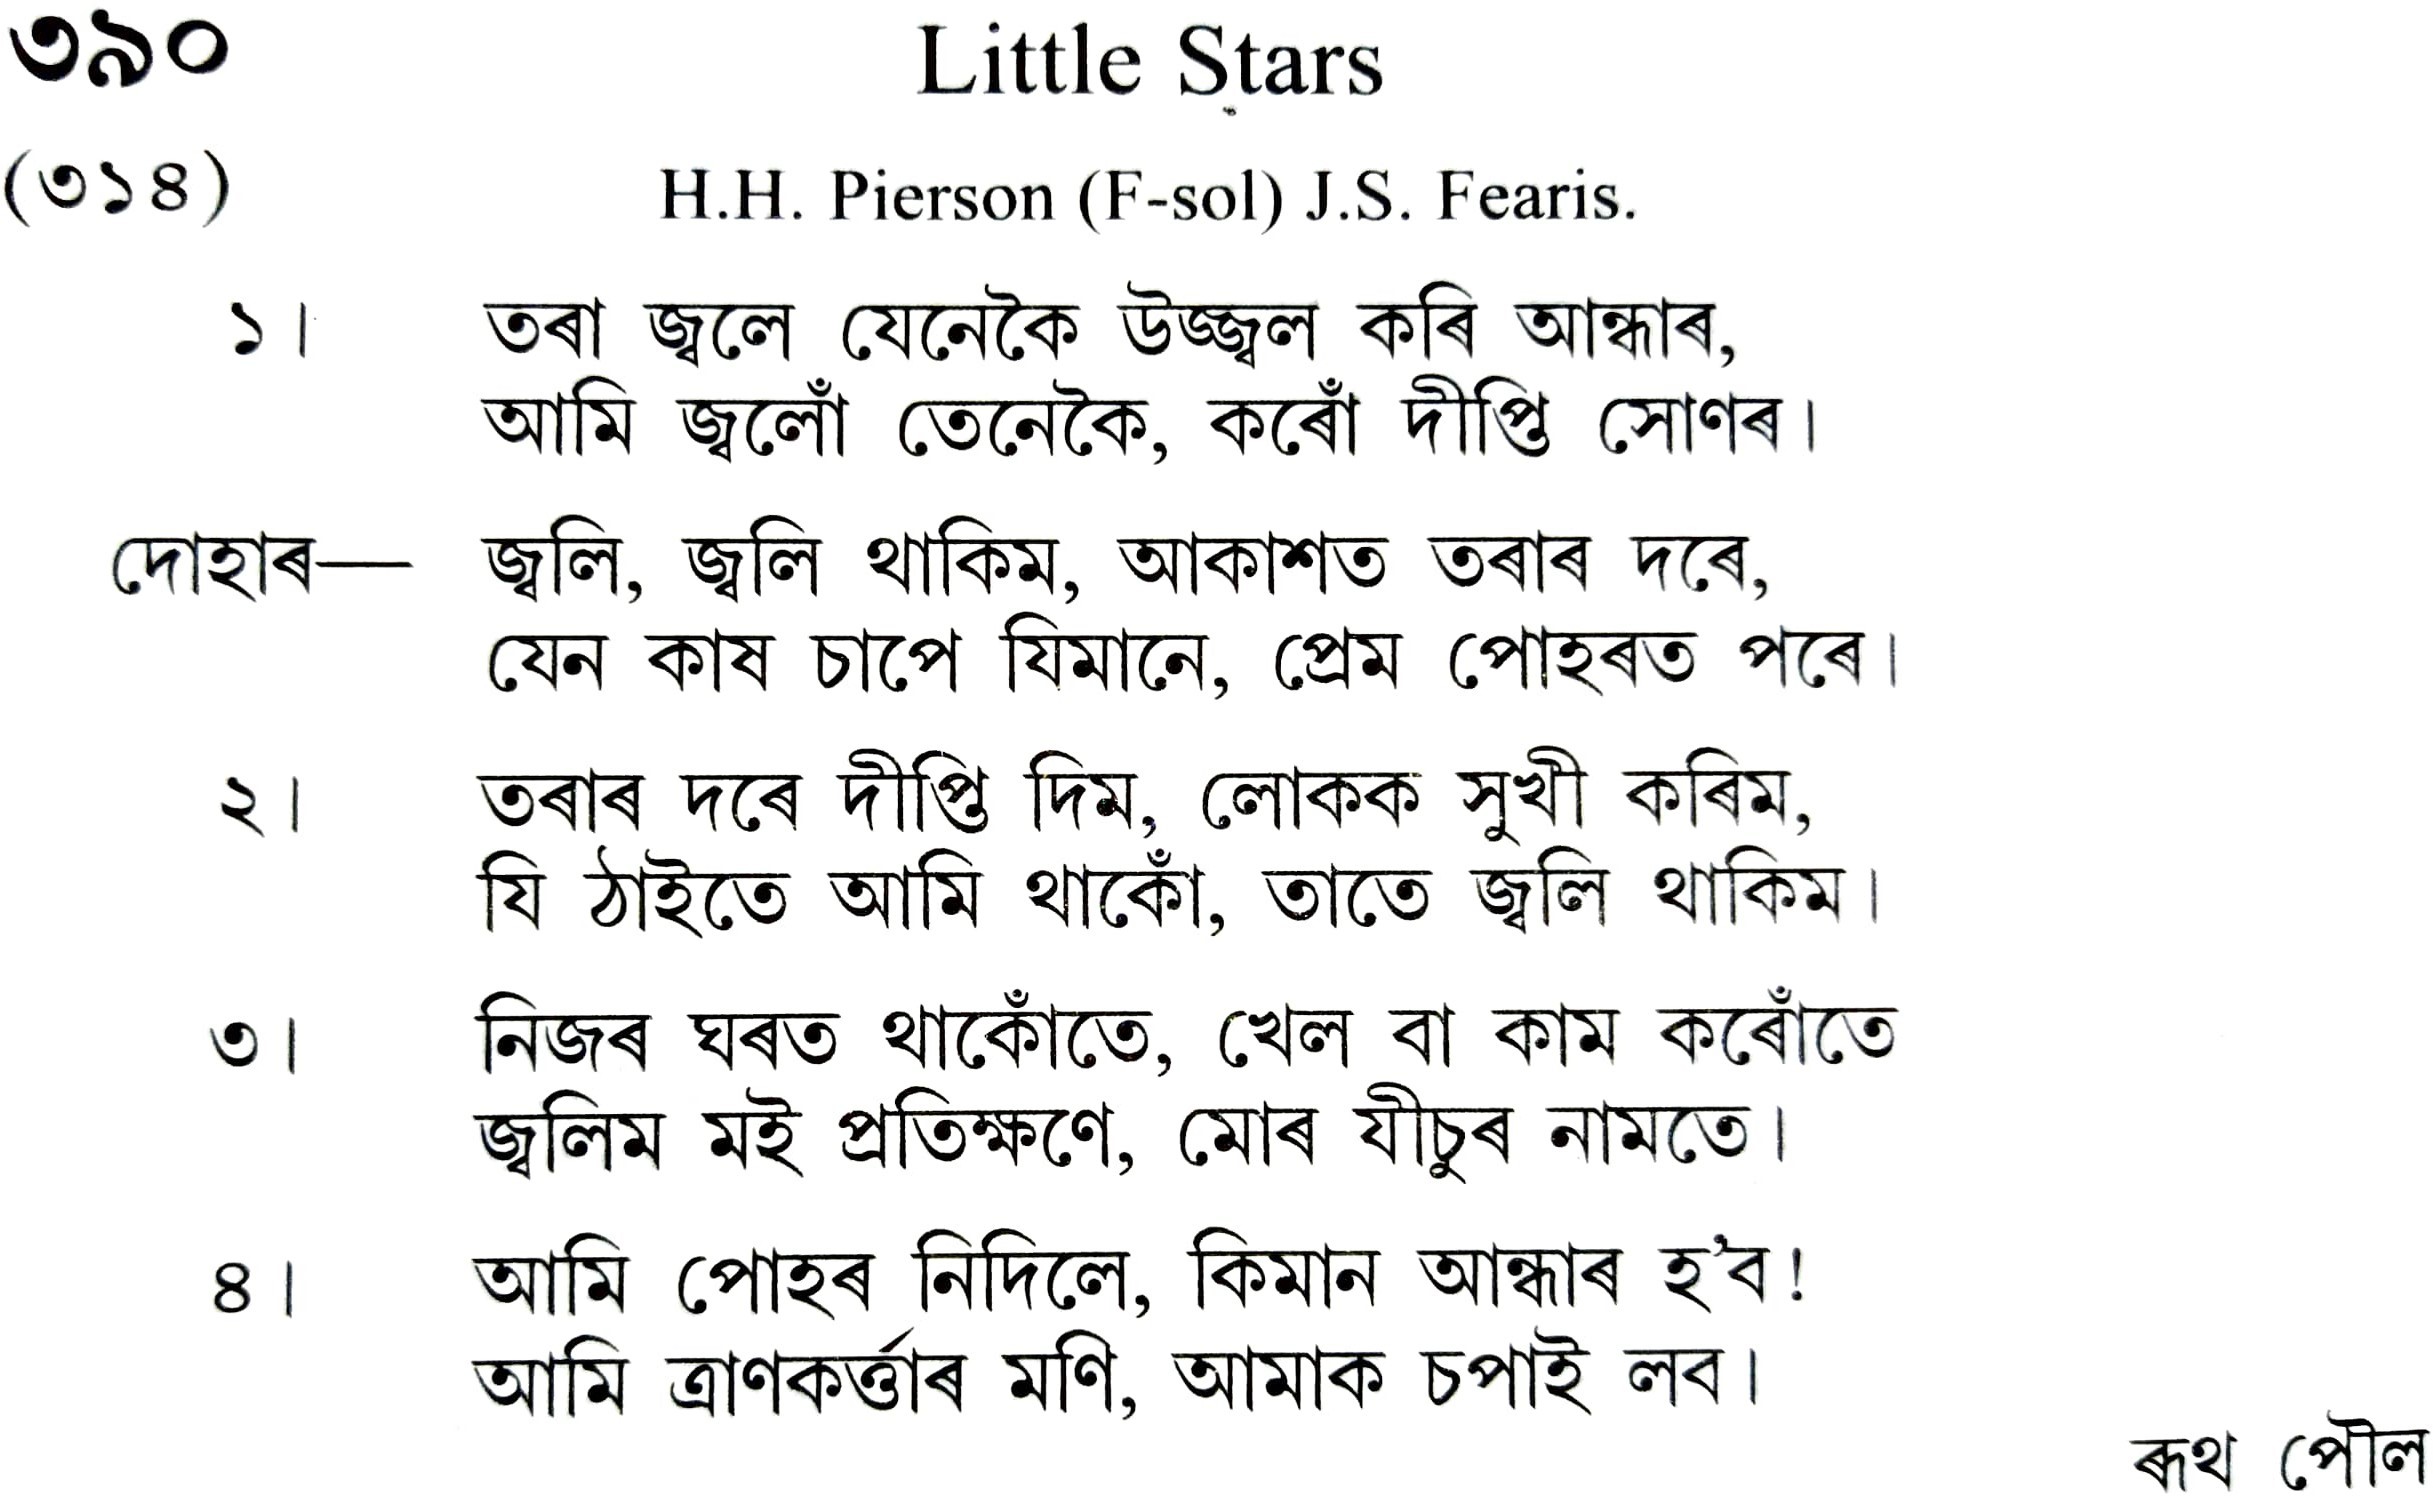 ৩৯০ Little Stars
(৩১৪) H.H. Pierson (F-sol) J.S. Fearis.
১। তৰা জ্বলে যেনেকৈ উজ্জ্বল কৰি আন্ধাৰ,
আমি জ্বলোঁ তেনেকৈ, কৰোঁ দীপ্তি সোণৰ।
দোহাৰ— জ্বলি, জ্বলি থাকিম, আকাশত তৰাৰ দৰে,
যেন কাষ চাপে যিমানে, প্ৰেম পোহৰত পৰে।
২। তৰাৰ দৰে দীপ্তি দিম, লোকক সুখী কৰিম,
যি ঠাইতে আমি থাকোঁ, তাতে জ্বলি থাকিম।
৩। নিজৰ ঘৰত থাকোঁতে, খেল বা কাম কৰোঁতে
জ্বলিম মই প্ৰতিক্ষণে, মোৰ যীচুৰ নামতে।
৪। আমি পোহৰ নিদিলে, কিমান আন্ধাৰ হ'ব!
আমি ত্ৰাণকৰ্ত্তাৰ মণি, আমাক চপাই লব।
ৰূথ পৌল